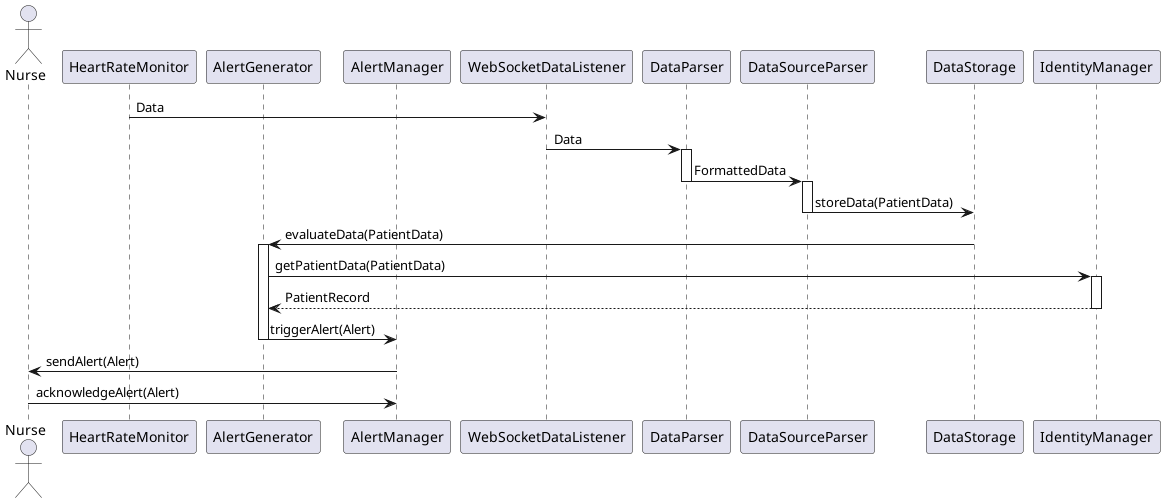 Nurse
HeartRateMonitor
AlertGenerator
AlertManager
WebSocketDataListener
DataParser
DataSourceParser
DataStorage
IdentityManager
Data
Data
FormattedData
storeData(PatientData)
evaluateData(PatientData)
getPatientData(PatientData)
PatientRecord
triggerAlert(Alert)
sendAlert(Alert)
acknowledgeAlert(Alert)
Nurse
HeartRateMonitor
AlertGenerator
AlertManager
WebSocketDataListener
DataParser
DataSourceParser
DataStorage
IdentityManager